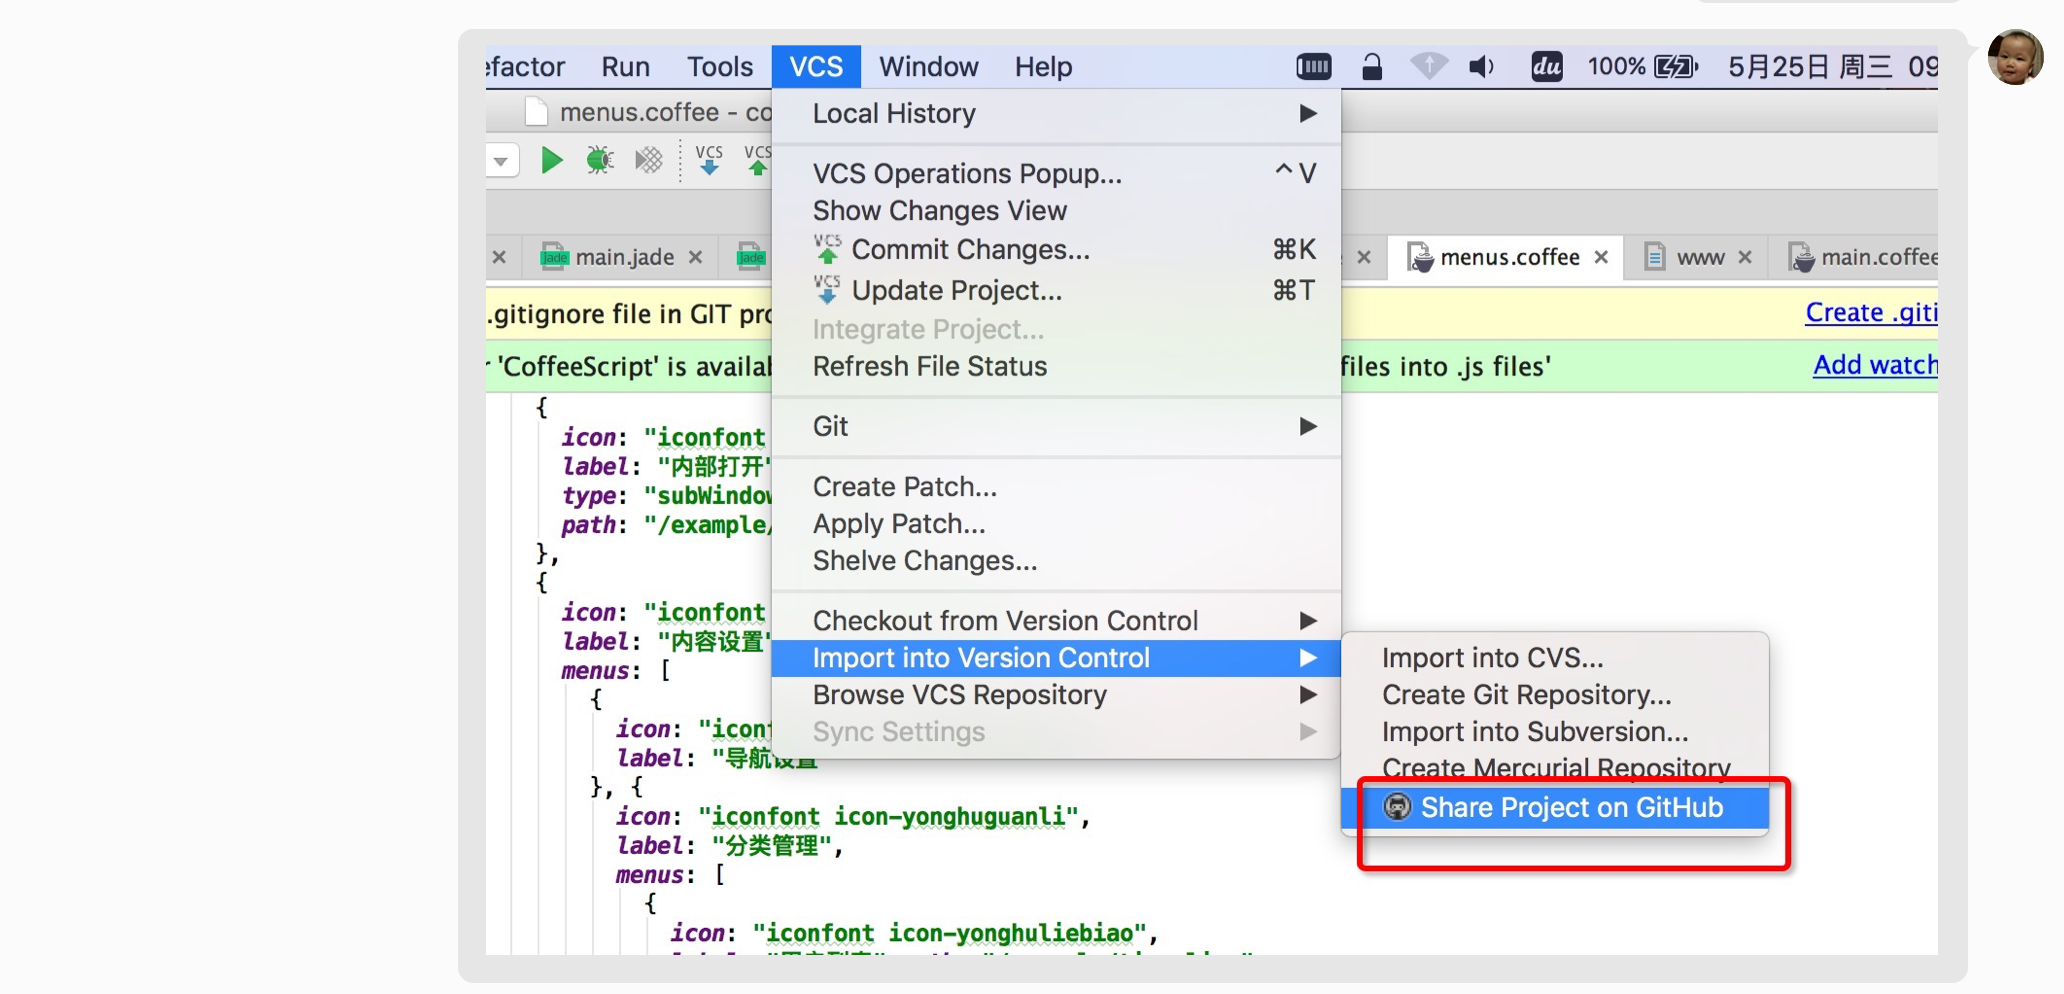 efactor Run Tools VCS Window Help du 100% 5月25日 周三 09
menus.coffee - co
VCS VCS
main.jade jade menus.coffee www main.coffee
.gitignore file in GIT pro Create .giti
'CoffeeScript' is availab files into .js files' Add watch
Local History
VCS Operations Popup... ^V
Show Changes View
VCS Commit Changes... ⌘K
VCS Update Project... ⌘T
Integrate Project...
Refresh File Status
Git
Create Patch...
Apply Patch...
Shelve Changes...
Checkout from Version Control
Import into Version Control
Browse VCS Repository
Sync Settings
Import into CVS...
Create Git Repository...
Import into Subversion...
Create Mercurial Repository
Share Project on GitHub
{
icon: "iconfont
label: "内部打开"
type: "subWindow
path: "/example/
},
{
icon: "iconfont
label: "内容设置"
menus: [
{
icon: "iconf
label: "导航设置
}, {
icon: "iconfont icon-yonghuguanli",
label: "分类管理",
menus: [
{
icon: "iconfont icon-yonghuliebiao",